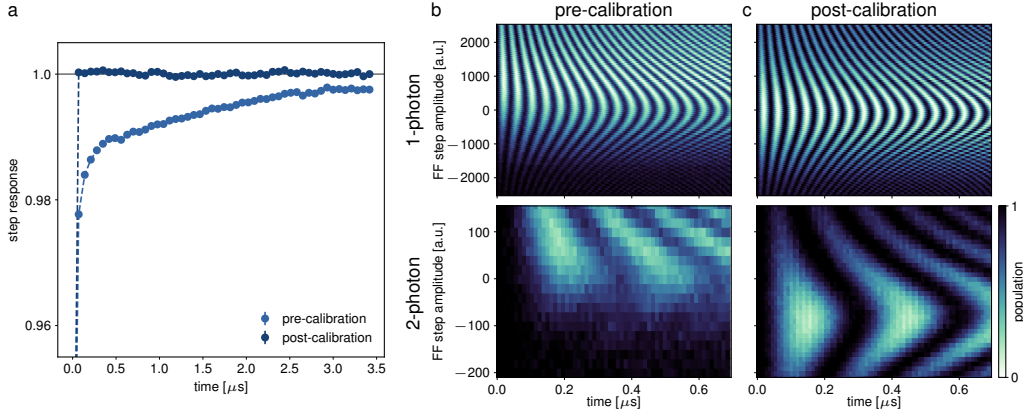 a
step response
1.0
0.98
0.96
0.0
0.5
1.0
1.5
2.0
2.5
3.0
3.5
time [μs]
pre-calibration
post-calibration
b
pre-calibration
c
post-calibration
1-photon
FF step amplitude [a.u.]
2000
1000
0
−1000
−2000
2-photon
FF step amplitude [a.u.]
100
0
−100
−200
0.0
0.2
0.4
0.6
time [μs]
0.0
0.2
0.4
0.6
time [μs]
1
population
0